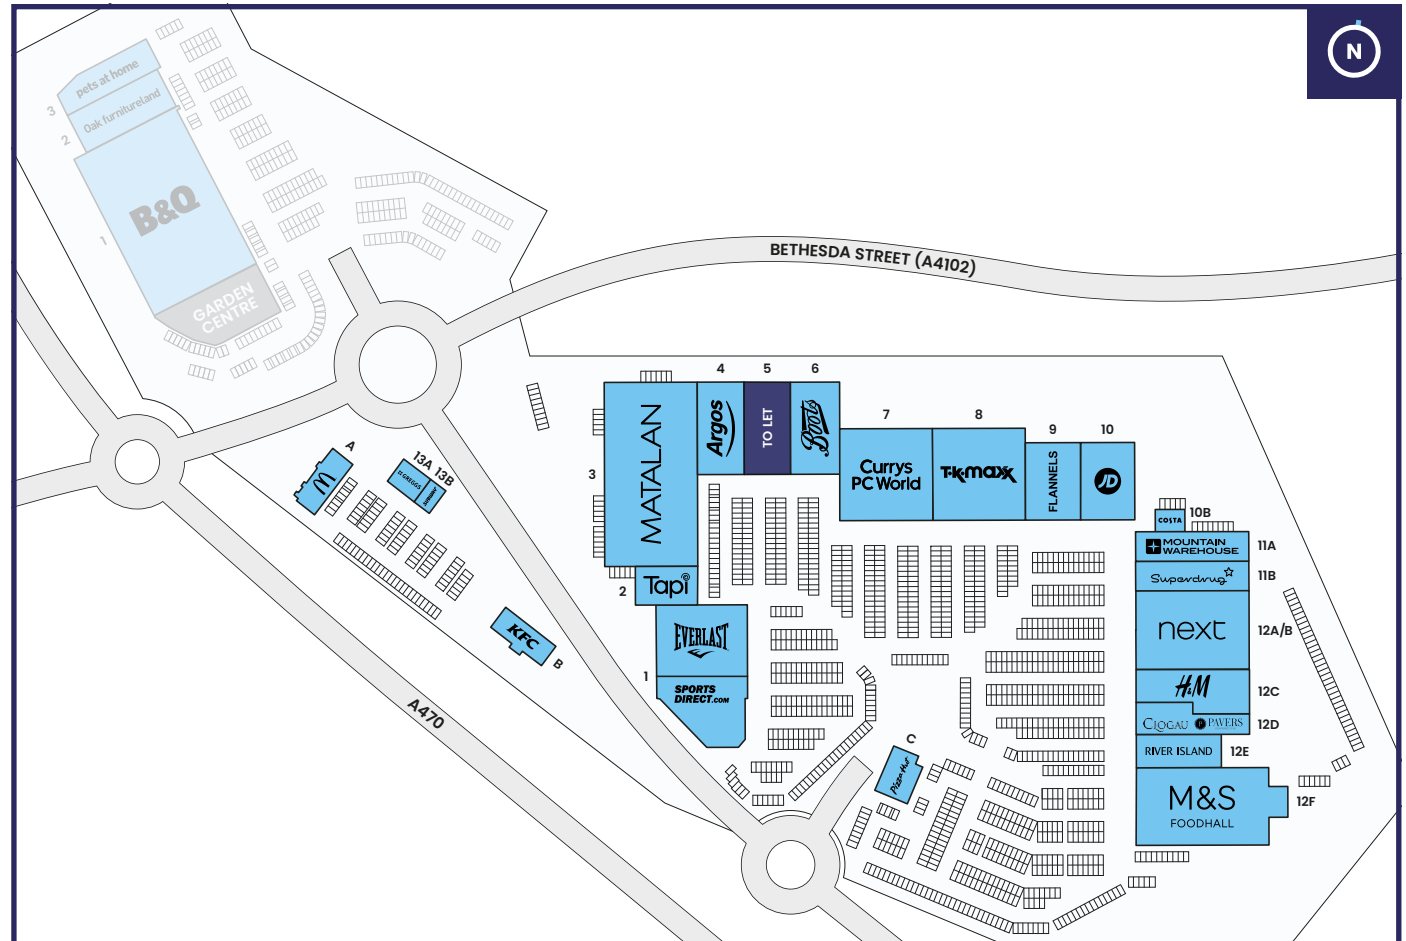 N
pets at home
3
Oak furnitureland
2
B&Q
1
GARDEN
CENTRE
BETHESDA STREET (A4102)
A470
A
M
13A 13B
GREGGS
SUBWAY
KFC
B
MATALAN
3
Tapi
2
EVERLAST
1
SPORTS
DIRECT.COM
4
Argos
5
TO LET
6
Boots
7
Currys
PC World
8
T·K·maxx
9
FLANNELS
10
JD
COSTA
10B
MOUNTAIN
WAREHOUSE
11A
Superdrug
11B
next
12A/B
H&M
12C
CLOGAU
P PAVERS
12D
RIVER ISLAND
12E
M&S
FOODHALL
12F
C
Pizza Hut